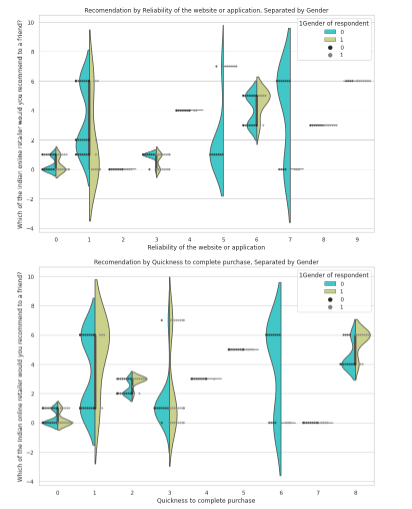 Recomendation by Reliability of the website or application, Separated by Gender
Which of the Indian online retailer would you recommend to a friend?
10
8
6
4
2
0
−2
−4
1Gender of respondent
0
1
0
1
0 1 2 3 4 5 6 7 8 9
Reliability of the website or application
Recomendation by Quickness to complete purchase, Separated by Gender
Which of the Indian online retailer would you recommend to a friend?
10
8
6
4
2
0
−2
−4
1Gender of respondent
0
1
0
1
0 1 2 3 4 5 6 7 8
Quickness to complete purchase